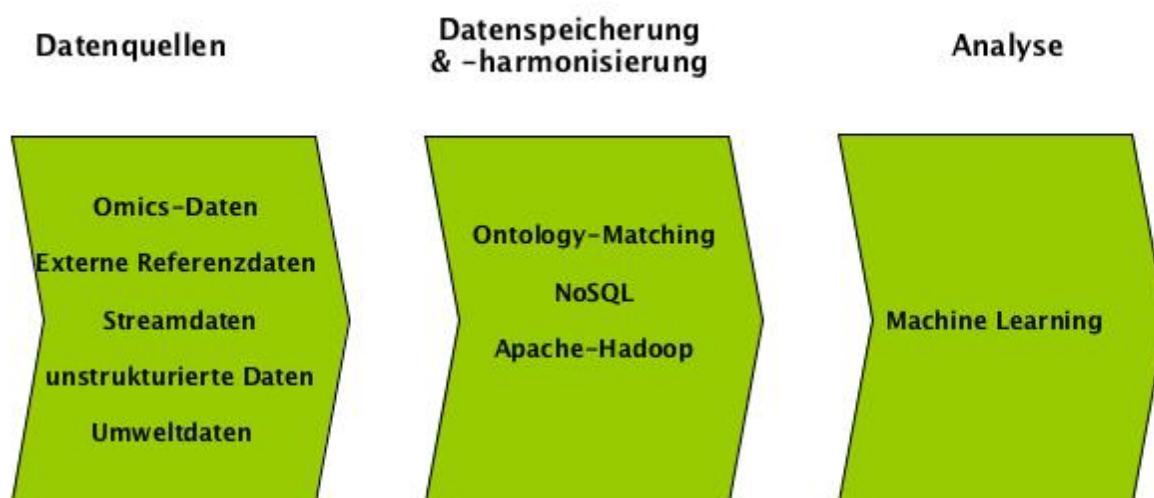 Datenquellen
Datenspeicherung
& -harmonisierung
Analyse
Omics-Daten
Externe Referenzdaten
Streamdaten
unstrukturierte Daten
Umweltdaten
Ontology-Matching
NoSQL
Apache-Hadoop
Machine Learning